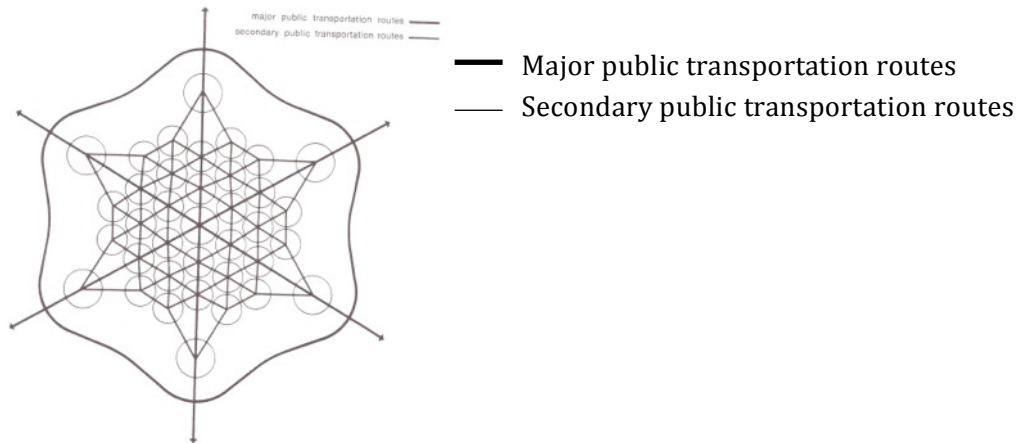 major public transportation routes
secondary public transportation routes
Major public transportation routes
Secondary public transportation routes